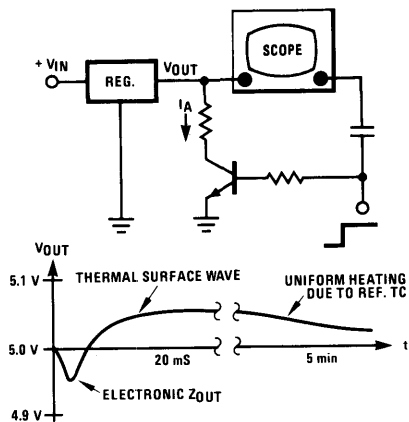 SCOPE
+ VIN
REG.
VOUT
IA
VOUT
5.1 V
THERMAL SURFACE WAVE
UNIFORM HEATING
DUE TO REF. TC
5.0 V
20 mS
5 min
t
ELECTRONIC ZOUT
4.9 V